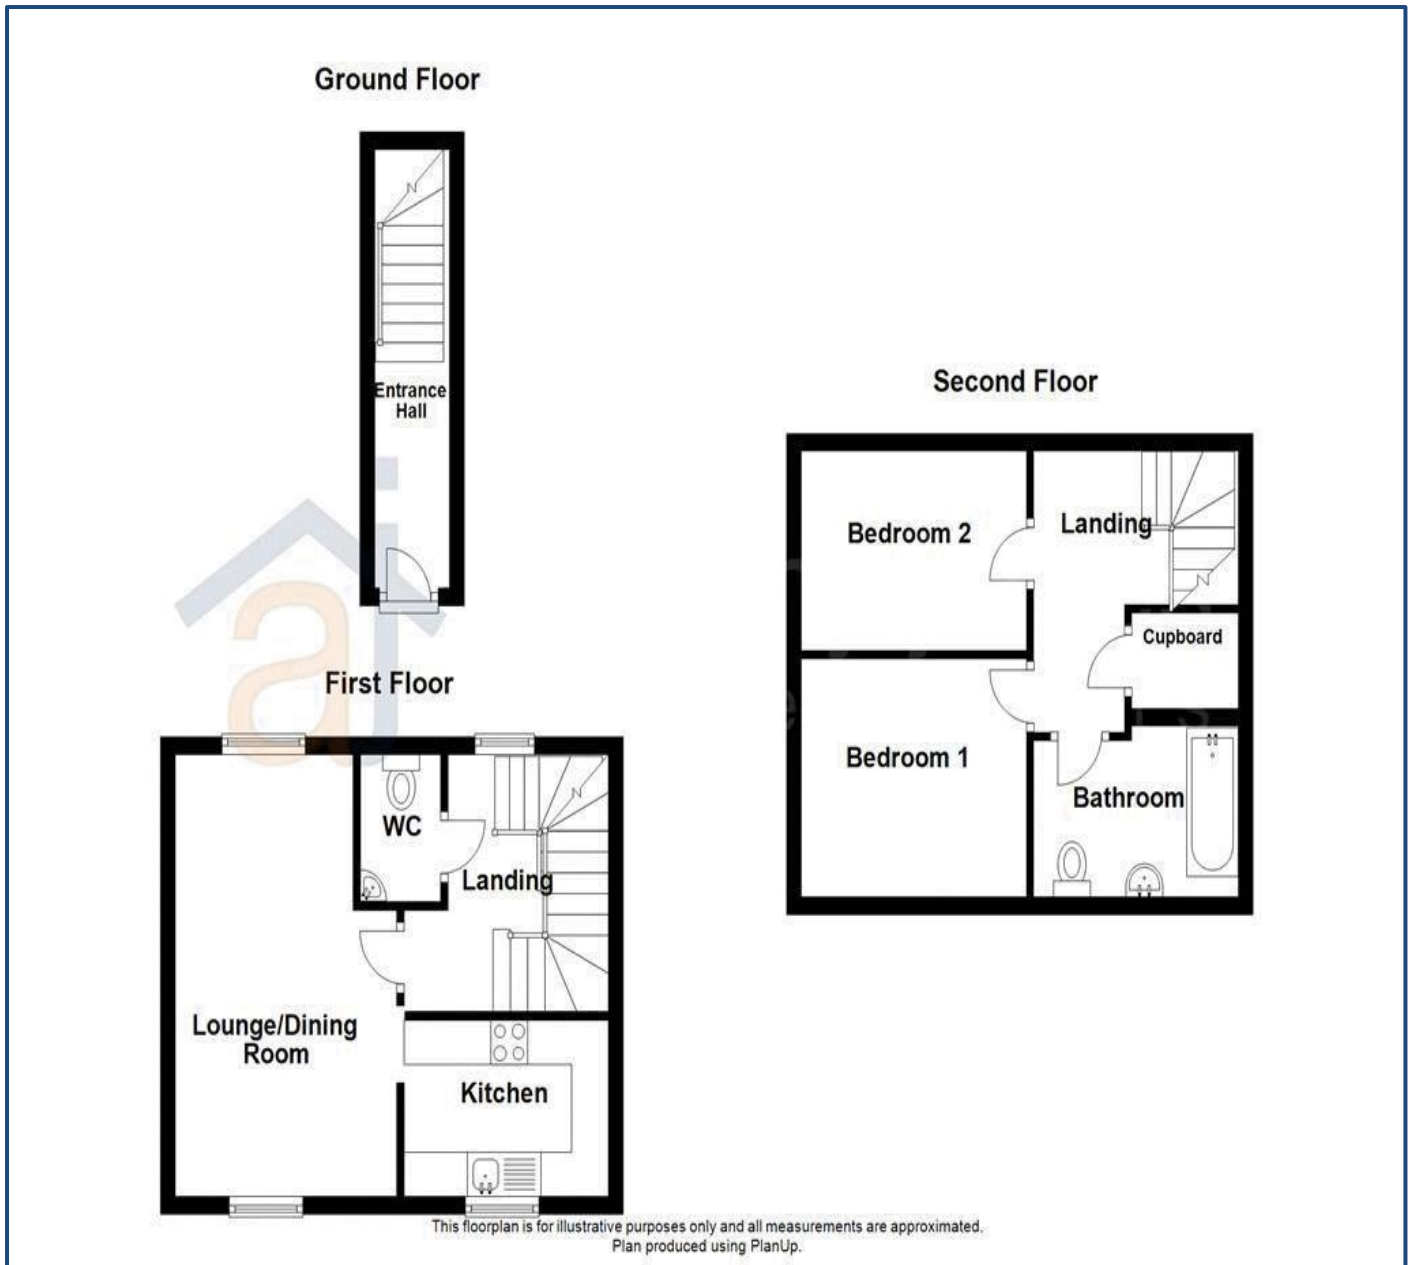 Ground Floor
Entrance
Hall
Second Floor
Bedroom 2
Landing
Cupboard
Bedroom 1
Bathroom
First Floor
WC
Landing
Lounge/Dining
Room
Kitchen
This floorplan is for illustrative purposes only and all measurements are approximated.
Plan produced using PlanUp.